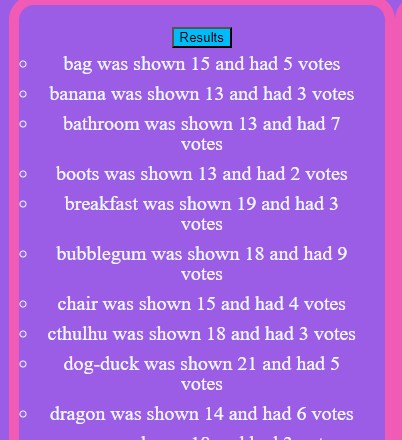 Results
bag was shown 15 and had 5 votes
banana was shown 13 and had 3 votes
bathroom was shown 13 and had 7
votes
boots was shown 13 and had 2 votes
breakfast was shown 19 and had 3
votes
bubblegum was shown 18 and had 9
votes
chair was shown 15 and had 4 votes
cthulhu was shown 18 and had 3 votes
dog-duck was shown 21 and had 5
votes
dragon was shown 14 and had 6 votes